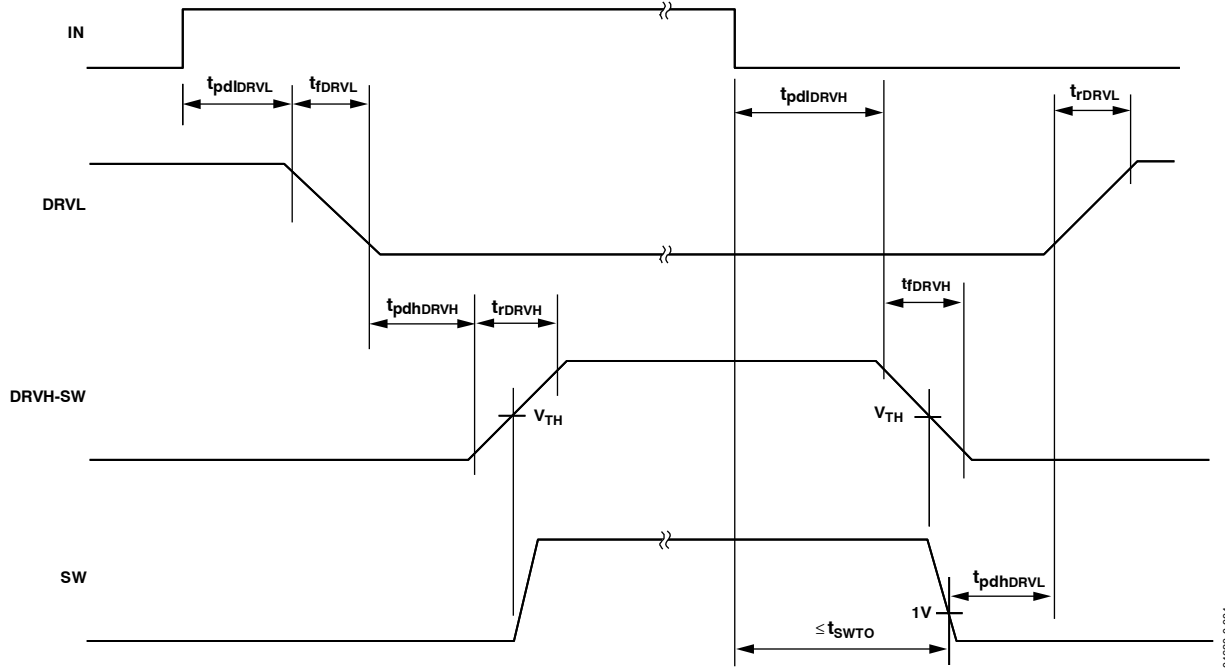 IN
tpdlDRVL
tfDRVL
tpdlDRVH
trDRVL
DRVL
tpdhDRVH
trDRVH
tfDRVH
DRVH-SW
VTH
VTH
SW
1V
tpdhDRVL
≤ tSWTO